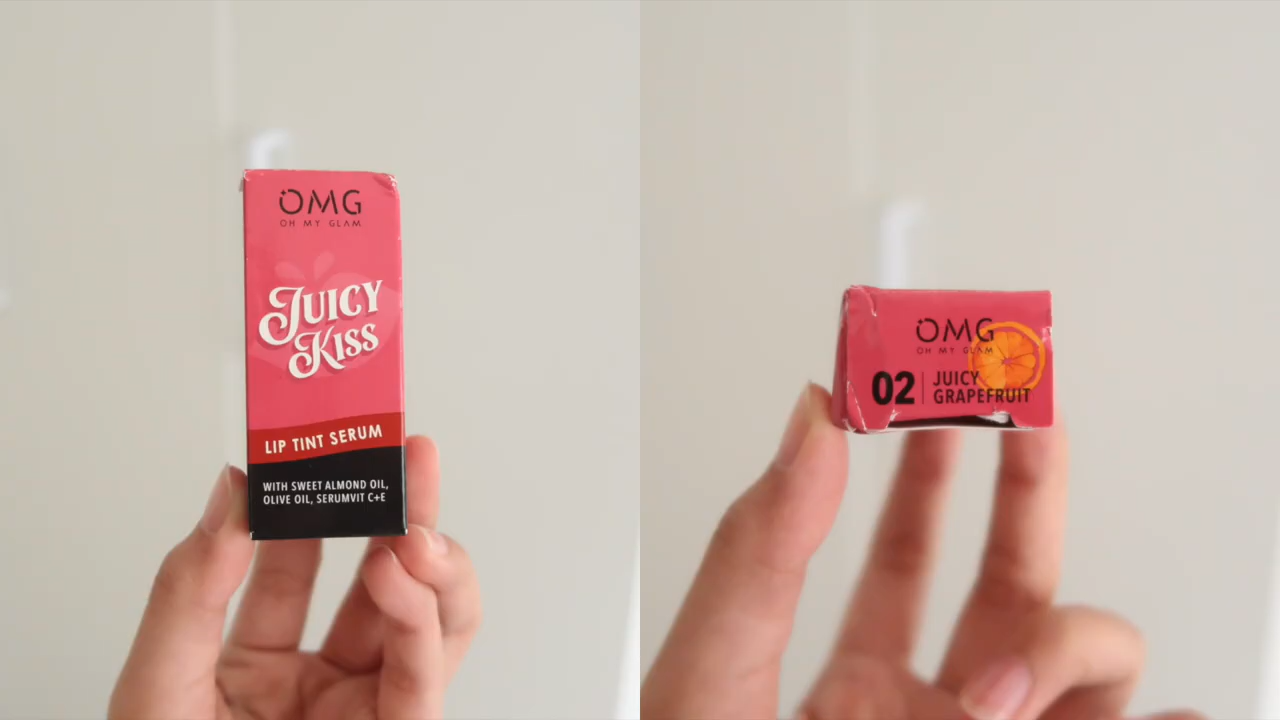 OMG
OH MY GLAM
JUICY
KISS
LIP TINT SERUM
WITH SWEET ALMOND OIL,
OLIVE OIL, SERUMVIT C+E
OMG
OH MY GLAM
02 JUICY
GRAPEFRUIT